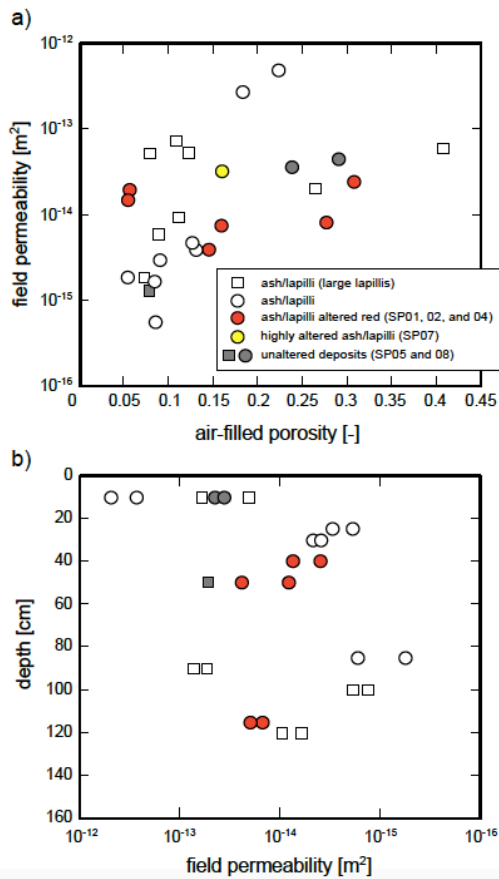 a)
10⁻¹²
10⁻¹³
10⁻¹⁴
10⁻¹⁵
10⁻¹⁶
field permeability [m²]
ash/lapilli (large lapillis)
ash/lapilli
ash/lapilli altered red (SP01, 02, and 04)
highly altered ash/lapilli (SP07)
unaltered deposits (SP05 and 08)
0 0.05 0.1 0.15 0.2 0.25 0.3 0.35 0.4 0.45
air-filled porosity [-]
b)
0
20
40
60
80
100
120
140
160
depth [cm]
10⁻¹² 10⁻¹³ 10⁻¹⁴ 10⁻¹⁵ 10⁻¹⁶
field permeability [m²]